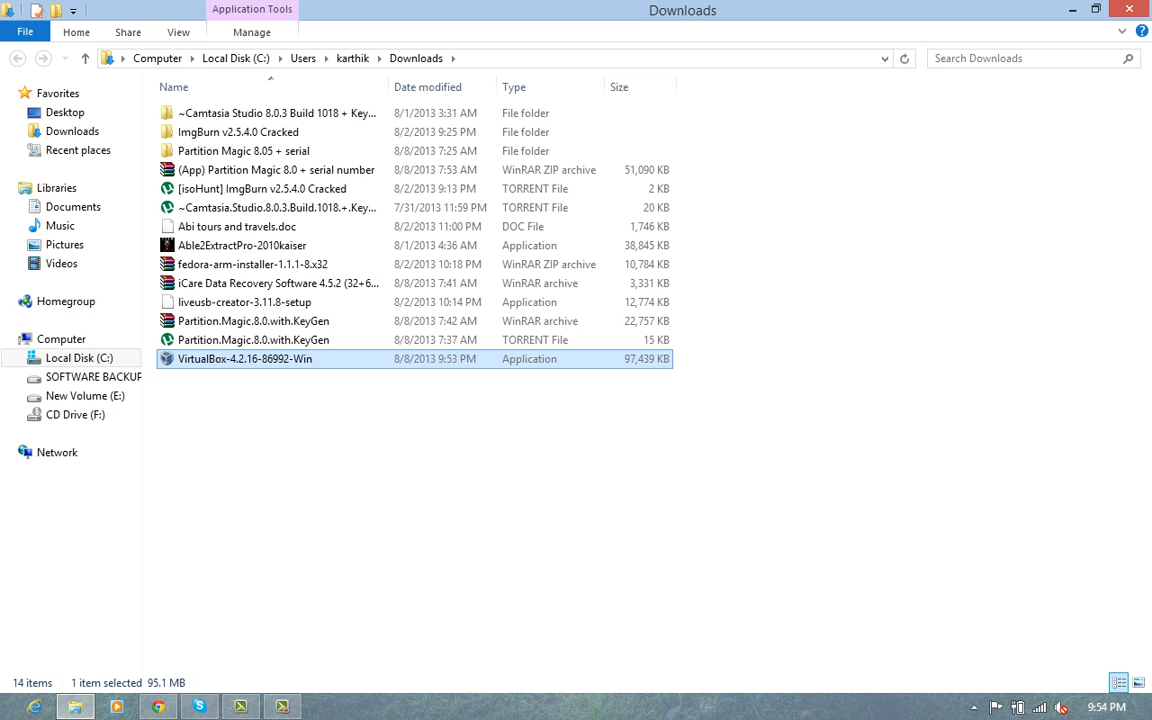 Application Tools
Downloads
File Home Share View Manage
Computer Local Disk (C:) Users karthik Downloads
Search Downloads
Name Date modified Type Size
Favorites
Desktop
Downloads
Recent places
Libraries
Documents
Music
Pictures
Videos
Homegroup
Computer
Local Disk (C:)
SOFTWARE BACKUP
New Volume (E:)
CD Drive (F:)
Network
~Camtasia Studio 8.0.3 Build 1018 + Key... 8/1/2013 3:31 AM File folder
ImgBurn v2.5.4.0 Cracked 8/2/2013 9:25 PM File folder
Partition Magic 8.05 + serial 8/8/2013 7:25 AM File folder
(App) Partition Magic 8.0 + serial number 8/8/2013 7:53 AM WinRAR ZIP archive 51,090 KB
[isoHunt] ImgBurn v2.5.4.0 Cracked 8/2/2013 9:13 PM TORRENT File 2 KB
~Camtasia.Studio.8.0.3.Build.1018.+.Key... 7/31/2013 11:59 PM TORRENT File 20 KB
Abi tours and travels.doc 8/2/2013 11:00 PM DOC File 1,746 KB
Able2ExtractPro-2010kaiser 8/1/2013 4:36 AM Application 38,845 KB
fedora-arm-installer-1.1.1-8.x32 8/2/2013 10:18 PM WinRAR ZIP archive 10,784 KB
iCare Data Recovery Software 4.5.2 (32+6... 8/8/2013 7:41 AM WinRAR archive 3,331 KB
liveusb-creator-3.11.8-setup 8/2/2013 10:14 PM Application 12,774 KB
Partition.Magic.8.0.with.KeyGen 8/8/2013 7:42 AM WinRAR archive 22,757 KB
Partition.Magic.8.0.with.KeyGen 8/8/2013 7:37 AM TORRENT File 15 KB
VirtualBox-4.2.16-86992-Win 8/8/2013 9:53 PM Application 97,439 KB
14 items 1 item selected 95.1 MB
9:54 PM